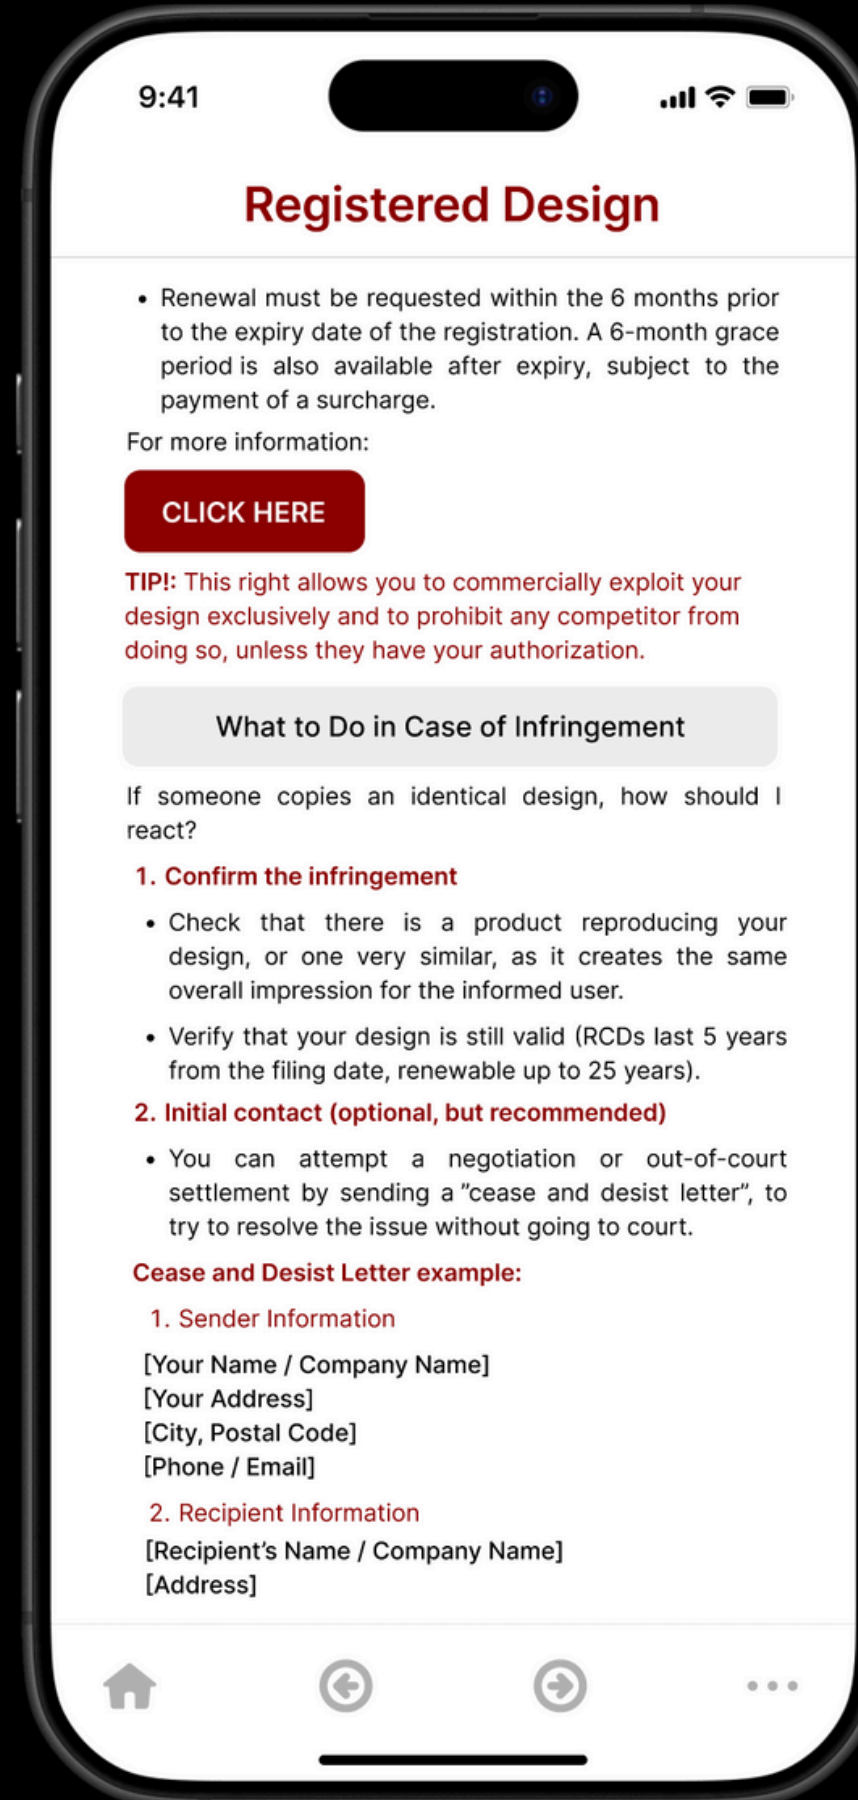 9:41
Registered Design
• Renewal must be requested within the 6 months prior
to the expiry date of the registration. A 6-month grace
period is also available after expiry, subject to the
payment of a surcharge.
For more information:
CLICK HERE
TIP!: This right allows you to commercially exploit your
design exclusively and to prohibit any competitor from
doing so, unless they have your authorization.
What to Do in Case of Infringement
If someone copies an identical design, how should I
react?
1. Confirm the infringement
• Check that there is a product reproducing your
design, or one very similar, as it creates the same
overall impression for the informed user.
• Verify that your design is still valid (RCDs last 5 years
from the filing date, renewable up to 25 years).
2. Initial contact (optional, but recommended)
• You can attempt a negotiation or out-of-court
settlement by sending a ”cease and desist letter”, to
try to resolve the issue without going to court.
Cease and Desist Letter example:
1. Sender Information
[Your Name / Company Name]
[Your Address]
[City, Postal Code]
[Phone / Email]
2. Recipient Information
[Recipient’s Name / Company Name]
[Address]